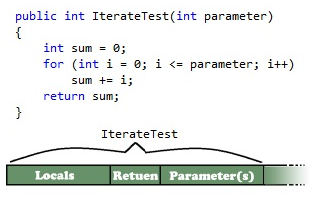 public int IterateTest(int parameter)
{
    int sum = 0;
    for (int i = 0; i <= parameter; i++)
        sum += i;
    return sum;
}
IterateTest
Locals Retuen Parameter(s)